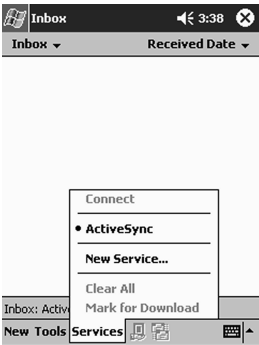 Inbox 3:38
Inbox Received Date
Connect
ActiveSync
New Service...
Clear All
Mark for Download
Inbox: Activ
New Tools Services